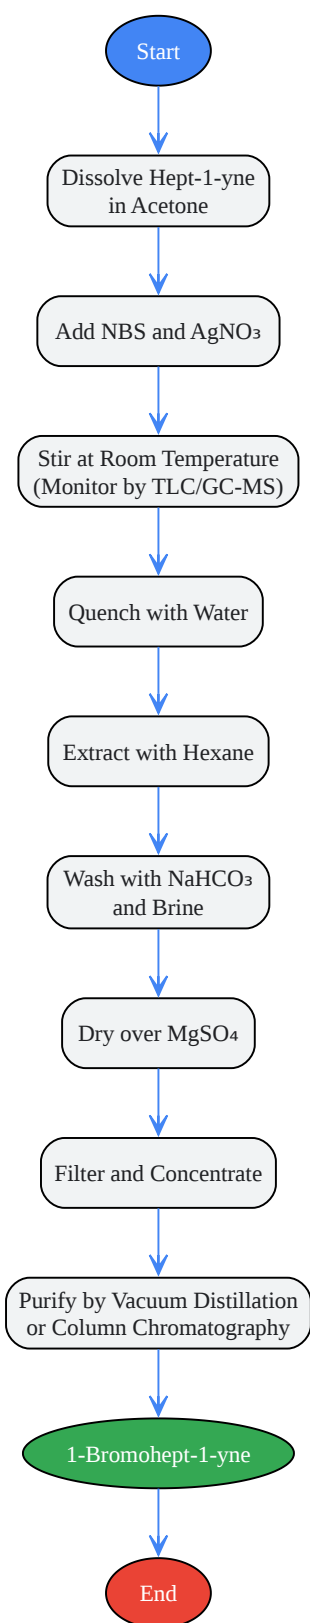 Start
Dissolve Hept-1-yne
in Acetone
Add NBS and AgNO₃
Stir at Room Temperature
(Monitor by TLC/GC-MS)
Quench with Water
Extract with Hexane
Wash with NaHCO₃
and Brine
Dry over MgSO₄
Filter and Concentrate
Purify by Vacuum Distillation
or Column Chromatography
1-Bromohept-1-yne
End